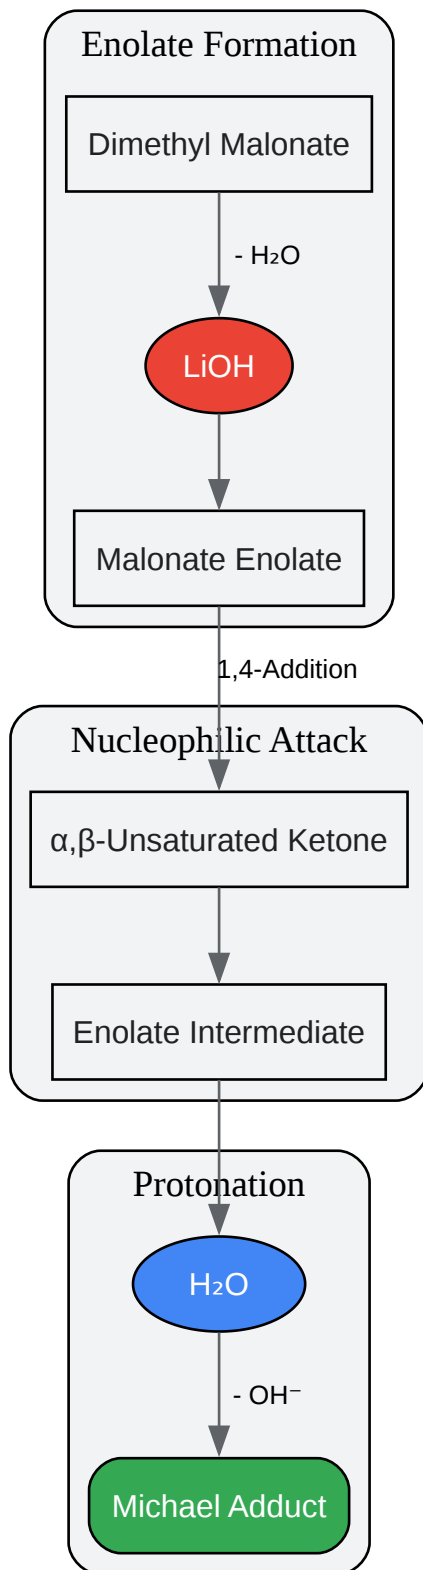 Enolate Formation
Dimethyl Malonate
- H₂O
LiOH
Malonate Enolate
1,4-Addition
Nucleophilic Attack
α,β-Unsaturated Ketone
Enolate Intermediate
Protonation
H₂O
- OH⁻
Michael Adduct